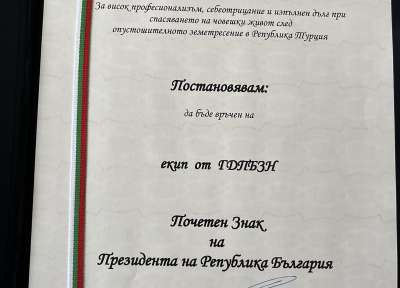 За висок професионализъм, себеотрицание и изпълнен дълг при
спасяването на човешки живот след
опустошителното земетресение в Република Турция
Постановявам:
да бъде връчен на
екип от ГДПБЗН
Почетен Знак
на
Президента на Република България